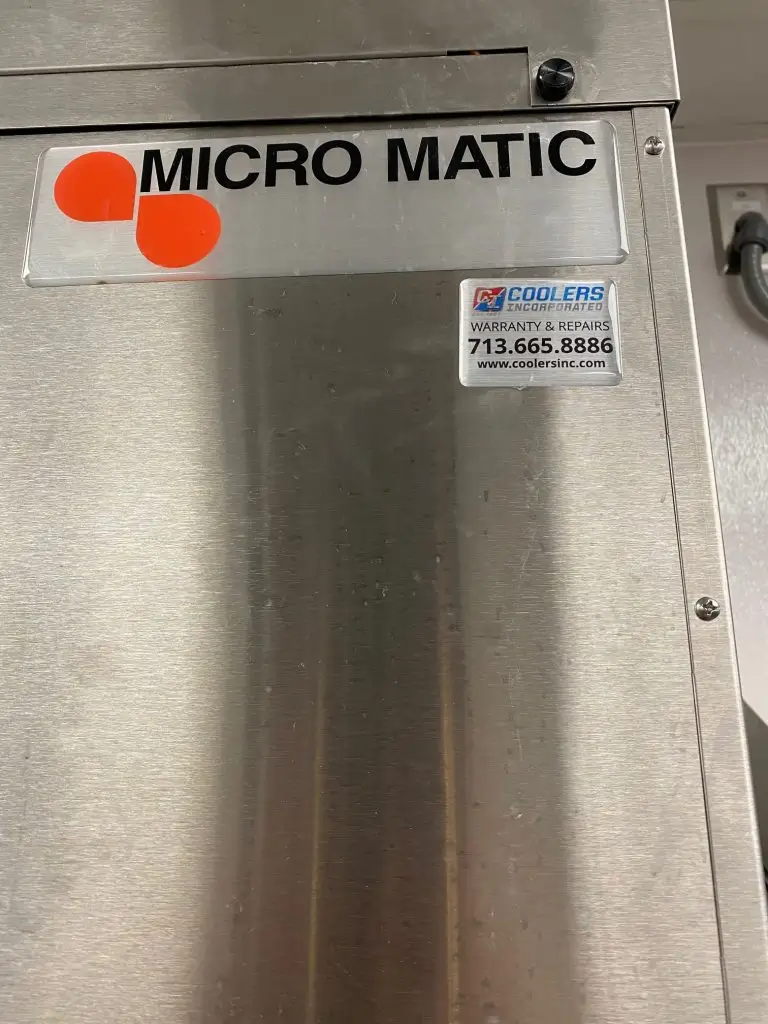 MICRO MATIC
COOLERS
INCORPORATED
WARRANTY & REPAIRS
713.665.8886
www.coolersinc.com